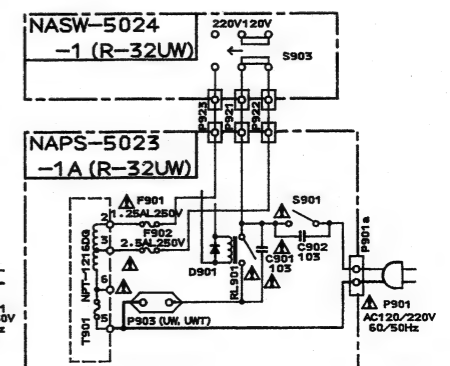 NASW-5024
-1 (R-32UW)
220V120V
S903
P923
P921
P922
NAPS-5023
-1A (R-32UW)
F901
1.25AL250V
F902
2.5AL250V
S901
P901a
2
3
6
5
NPT-1216DG
T901
D901
RL901
C901
103
C902
103
P903 (UW, UWT)
P901
AC120/220V
60/50Hz